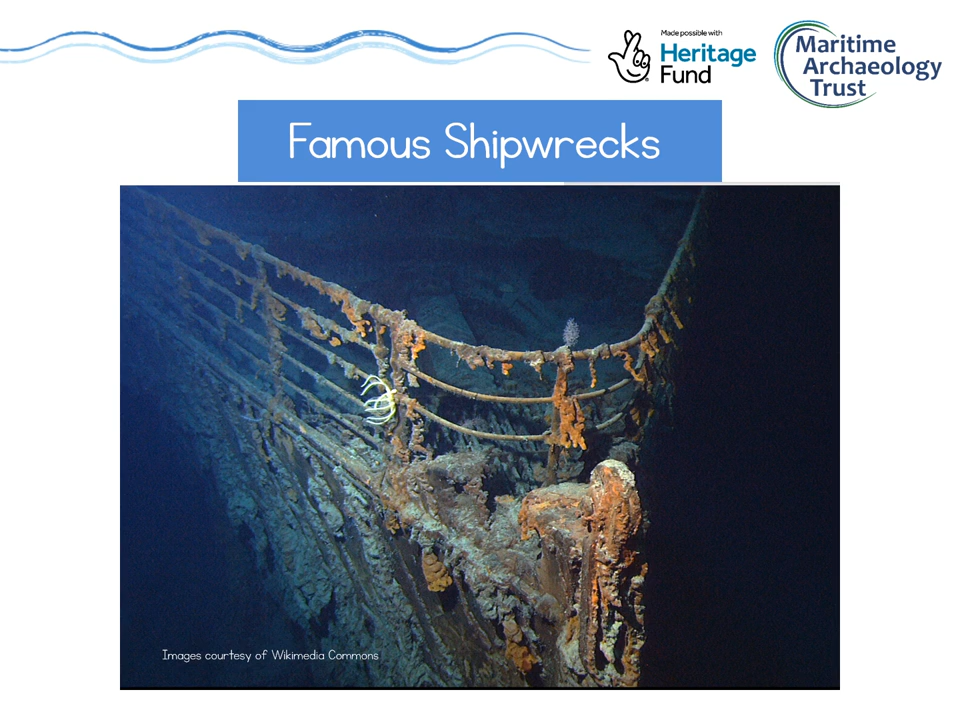 Made possible with
Heritage
Fund
Maritime
Archaeology
Trust
Famous Shipwrecks
Images courtesy of Wikimedia Commons